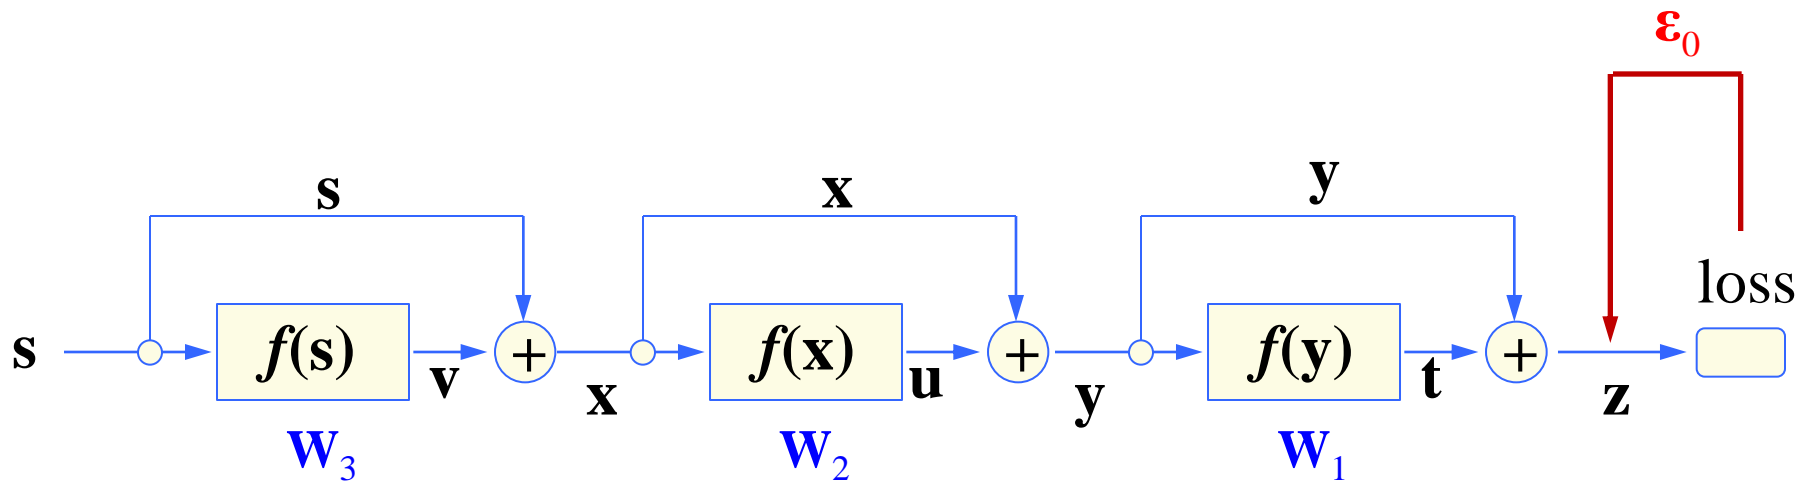 ε₀
s x y
loss
s f(s) + f(x) + f(y) +
v x u y t z
W₃ W₂ W₁